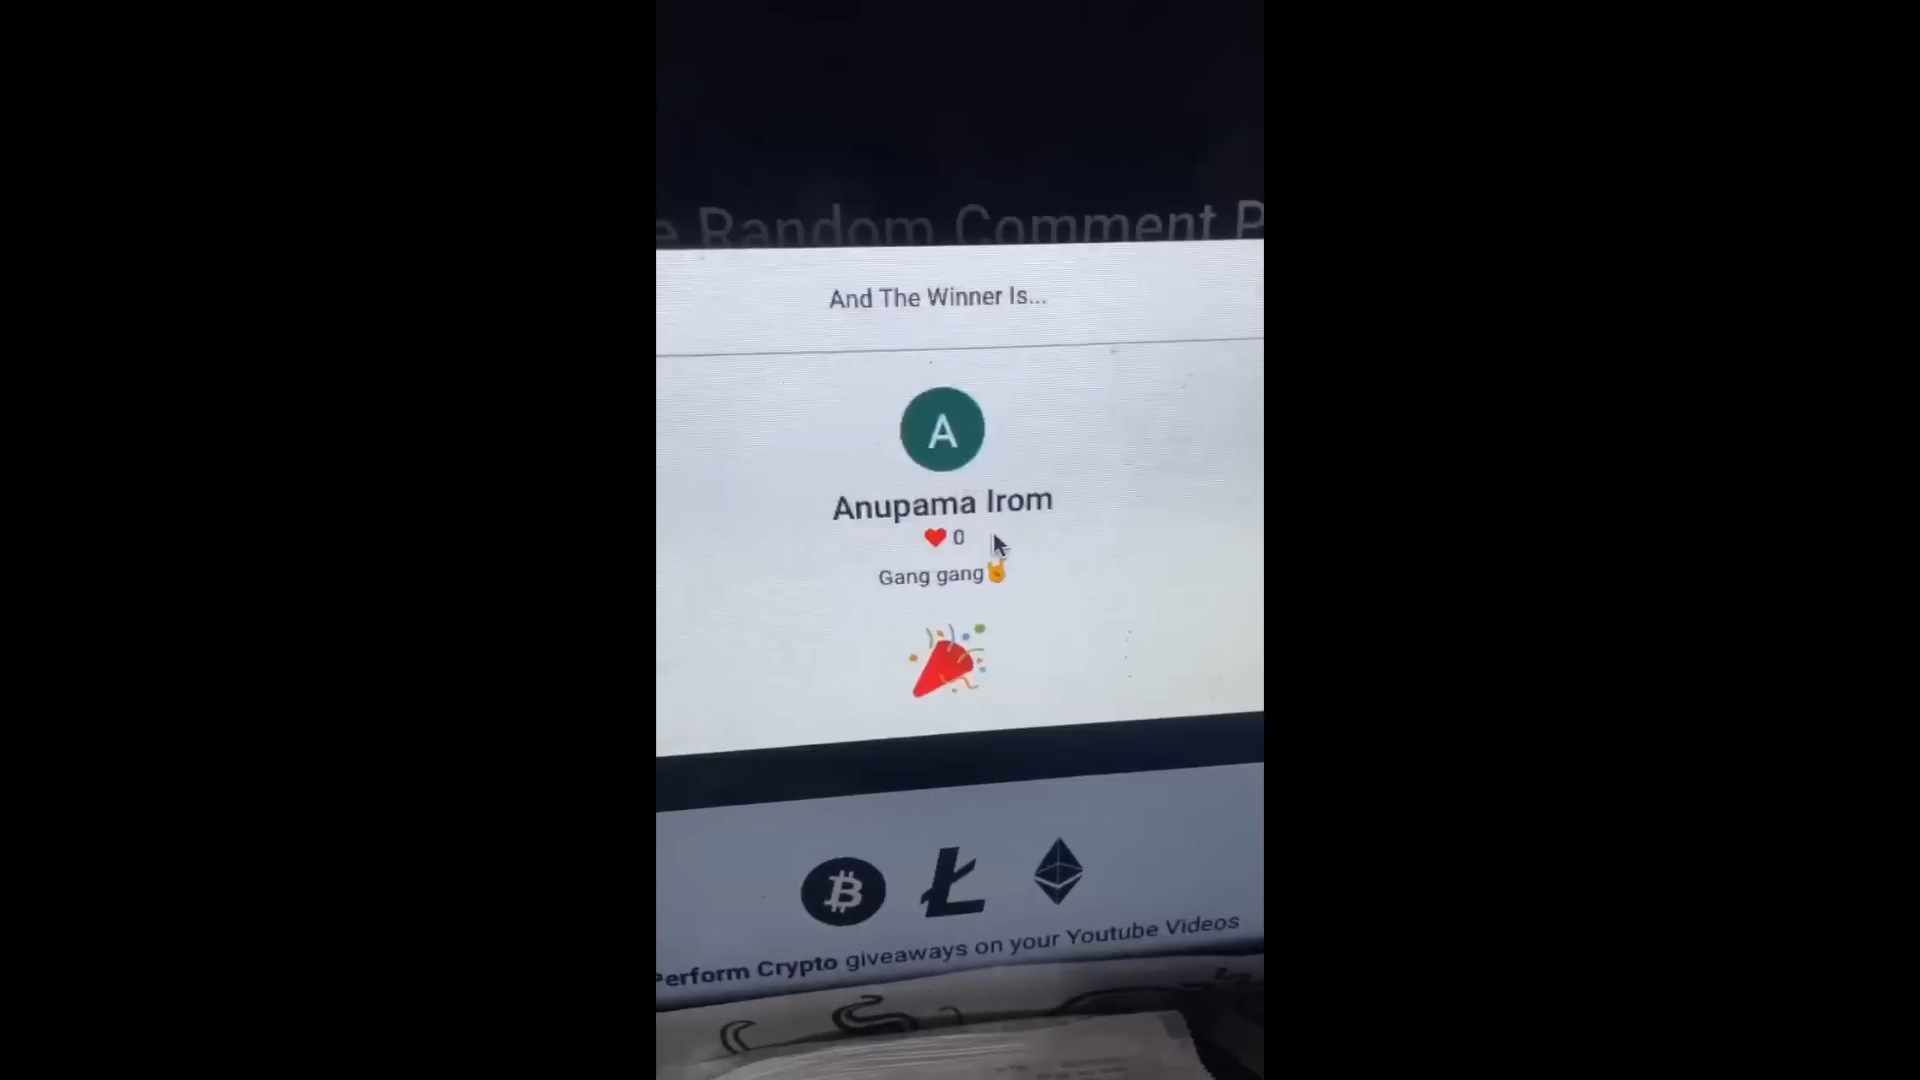 e Random Comment P
And The Winner Is...
A
Anupama Irom
❤ 0
Gang gang🤘
Perform Crypto giveaways on your Youtube Videos